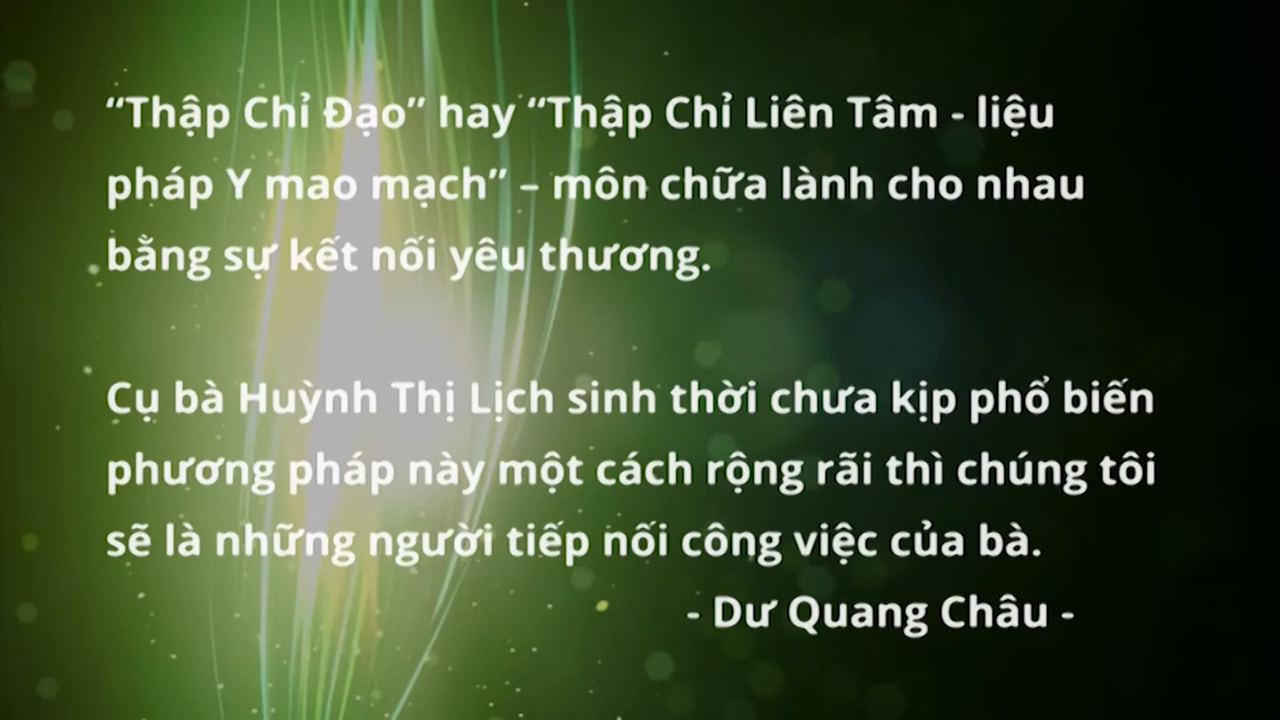 “Thập Chỉ Đạo” hay “Thập Chỉ Liên Tâm - liệu
pháp Y mao mạch” – môn chữa lành cho nhau
bằng sự kết nối yêu thương.
Cụ bà Huỳnh Thị Lịch sinh thời chưa kịp phổ biến
phương pháp này một cách rộng rãi thì chúng tôi
sẽ là những người tiếp nối công việc của bà.
- Dư Quang Châu -